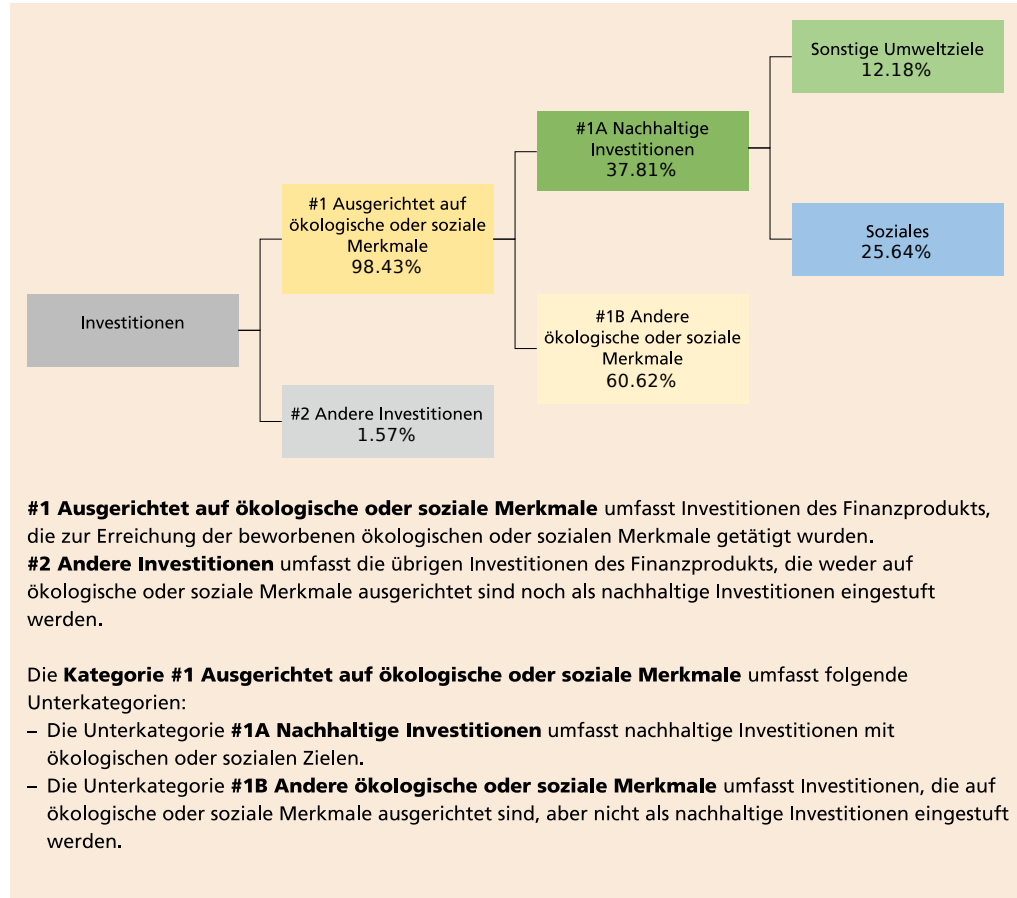 Sonstige Umweltziele
12.18%
#1A Nachhaltige
Investitionen
37.81%
#1 Ausgerichtet auf
ökologische oder soziale
Merkmale
98.43%
Soziales
25.64%
Investitionen
#1B Andere
ökologische oder soziale
Merkmale
60.62%
#2 Andere Investitionen
1.57%
#1 Ausgerichtet auf ökologische oder soziale Merkmale umfasst Investitionen des Finanzprodukts,
die zur Erreichung der beworbenen ökologischen oder sozialen Merkmale getätigt wurden.
#2 Andere Investitionen umfasst die übrigen Investitionen des Finanzprodukts, die weder auf
ökologische oder soziale Merkmale ausgerichtet sind noch als nachhaltige Investitionen eingestuft
werden.
Die Kategorie #1 Ausgerichtet auf ökologische oder soziale Merkmale umfasst folgende
Unterkategorien:
– Die Unterkategorie #1A Nachhaltige Investitionen umfasst nachhaltige Investitionen mit
ökologischen oder sozialen Zielen.
– Die Unterkategorie #1B Andere ökologische oder soziale Merkmale umfasst Investitionen, die auf
ökologische oder soziale Merkmale ausgerichtet sind, aber nicht als nachhaltige Investitionen eingestuft
werden.